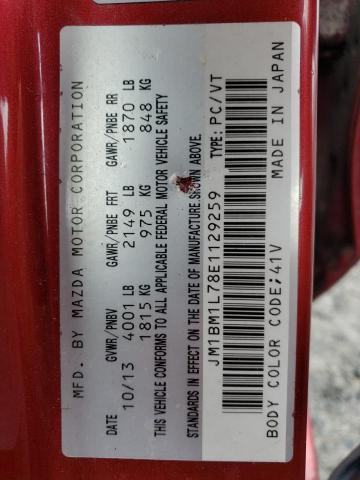 MFD. BY MAZDA MOTOR CORPORATION
DATE GVWR/PNBV GAWR/PNBE FRT GAWR/PNBE RR
10/13 4001 LB 2149 LB 1870 LB
1815 KG 975 KG 848 KG
THIS VEHICLE CONFORMS TO ALL APPLICABLE FEDERAL MOTOR VEHICLE SAFETY
STANDARDS IN EFFECT ON THE DATE OF MANUFACTURE SHOWN ABOVE.
JM1BM1L78E1129259 TYPE: PC/VT
BODY COLOR CODE:41V MADE IN JAPAN